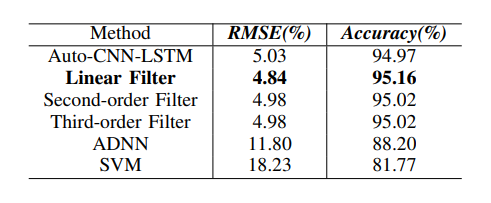 Method RMSE(%) Accuracy(%)
Auto-CNN-LSTM 5.03 94.97
Linear Filter 4.84 95.16
Second-order Filter 4.98 95.02
Third-order Filter 4.98 95.02
ADNN 11.80 88.20
SVM 18.23 81.77